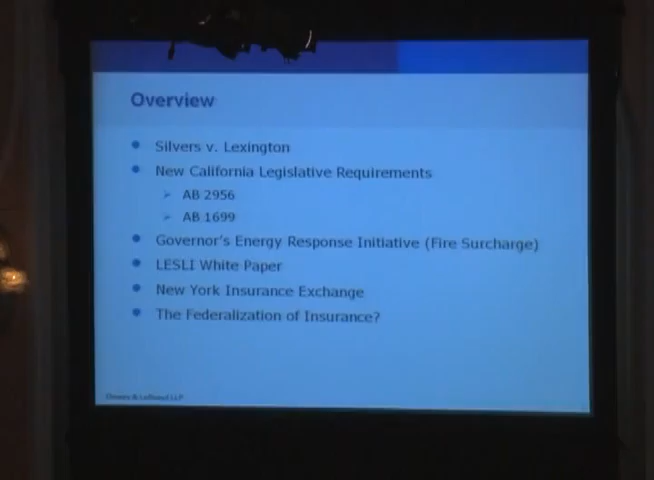 Overview
Silvers v. Lexington
New California Legislative Requirements
AB 2956
AB 1699
Governor's Energy Response Initiative (Fire Surcharge)
LESLI White Paper
New York Insurance Exchange
The Federalization of Insurance?
LLP